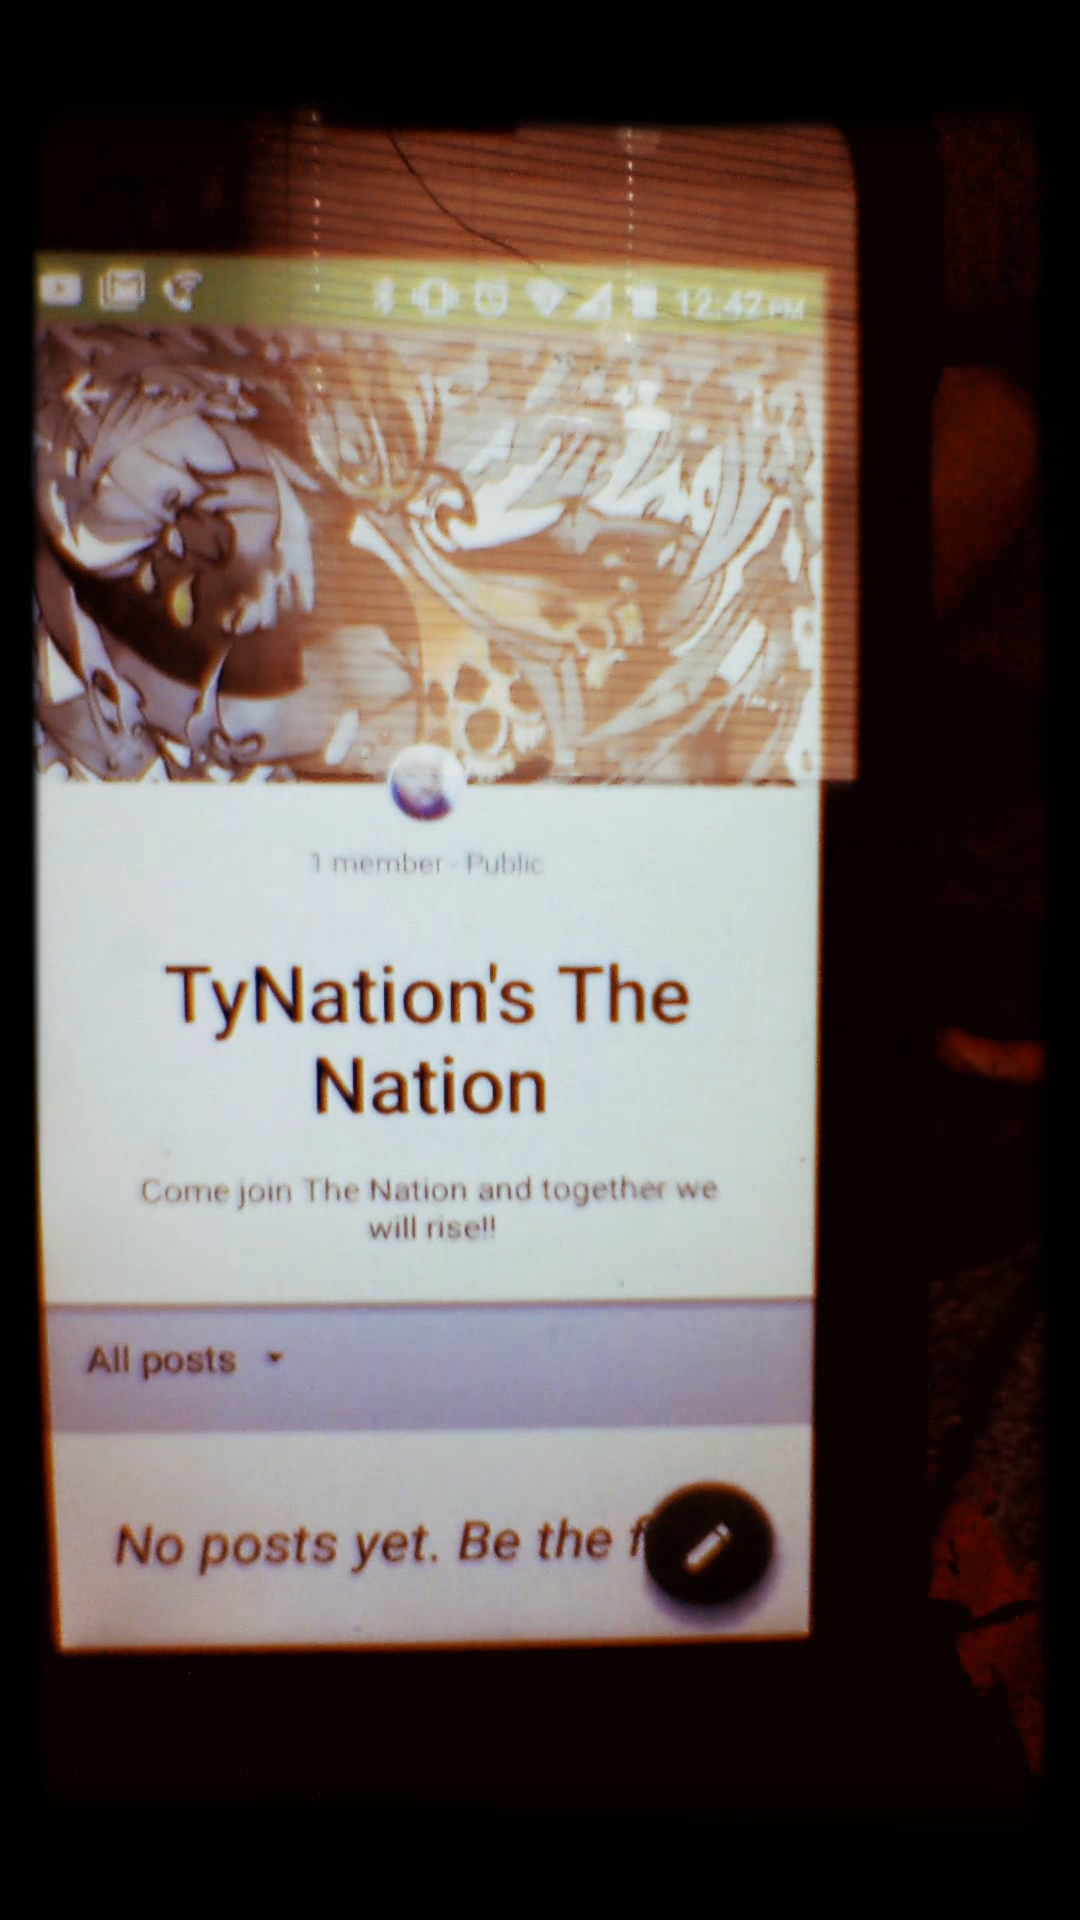 12:42 PM
1 member - Public
TyNation's The
Nation
Come join The Nation and together we
will rise!!
All posts
No posts yet. Be the f